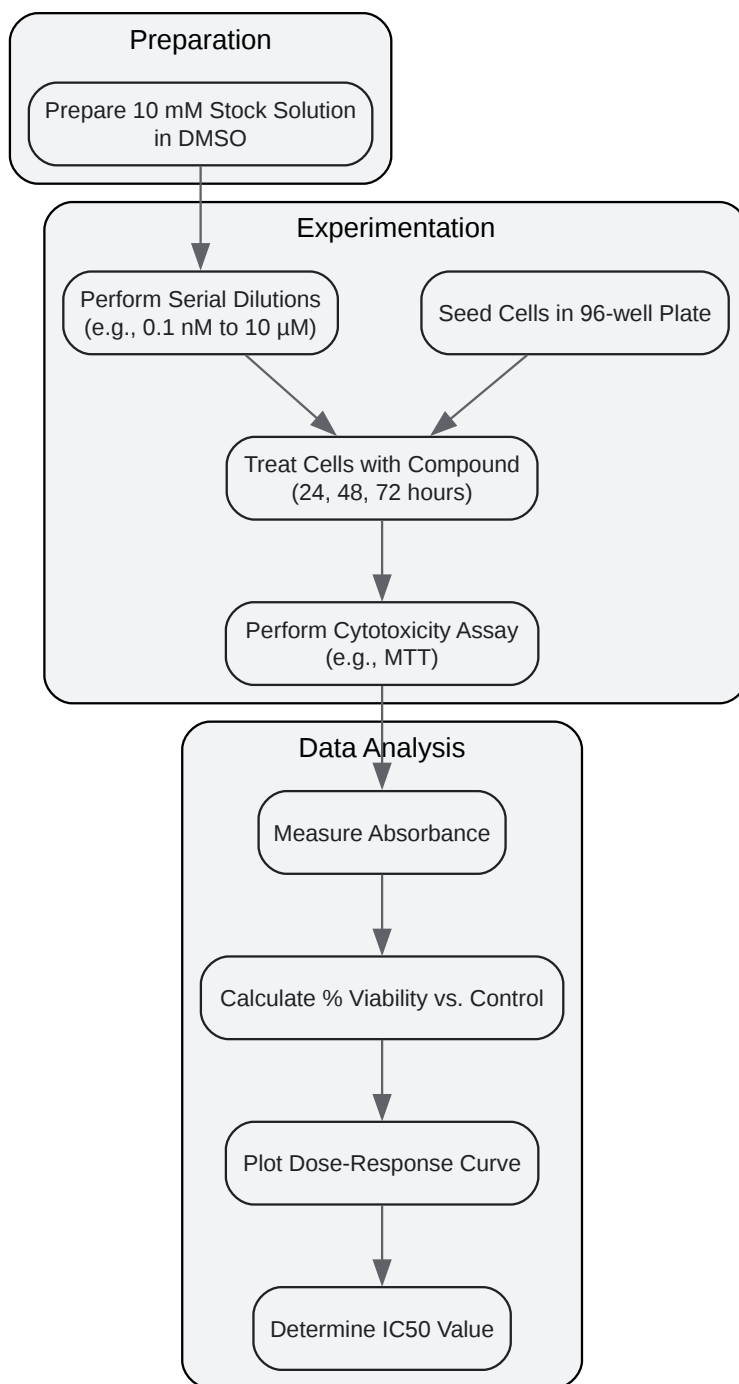 Preparation
Prepare 10 mM Stock Solution
in DMSO
Experimentation
Perform Serial Dilutions
(e.g., 0.1 nM to 10 µM)
Seed Cells in 96-well Plate
Treat Cells with Compound
(24, 48, 72 hours)
Perform Cytotoxicity Assay
(e.g., MTT)
Data Analysis
Measure Absorbance
Calculate % Viability vs. Control
Plot Dose-Response Curve
Determine IC50 Value